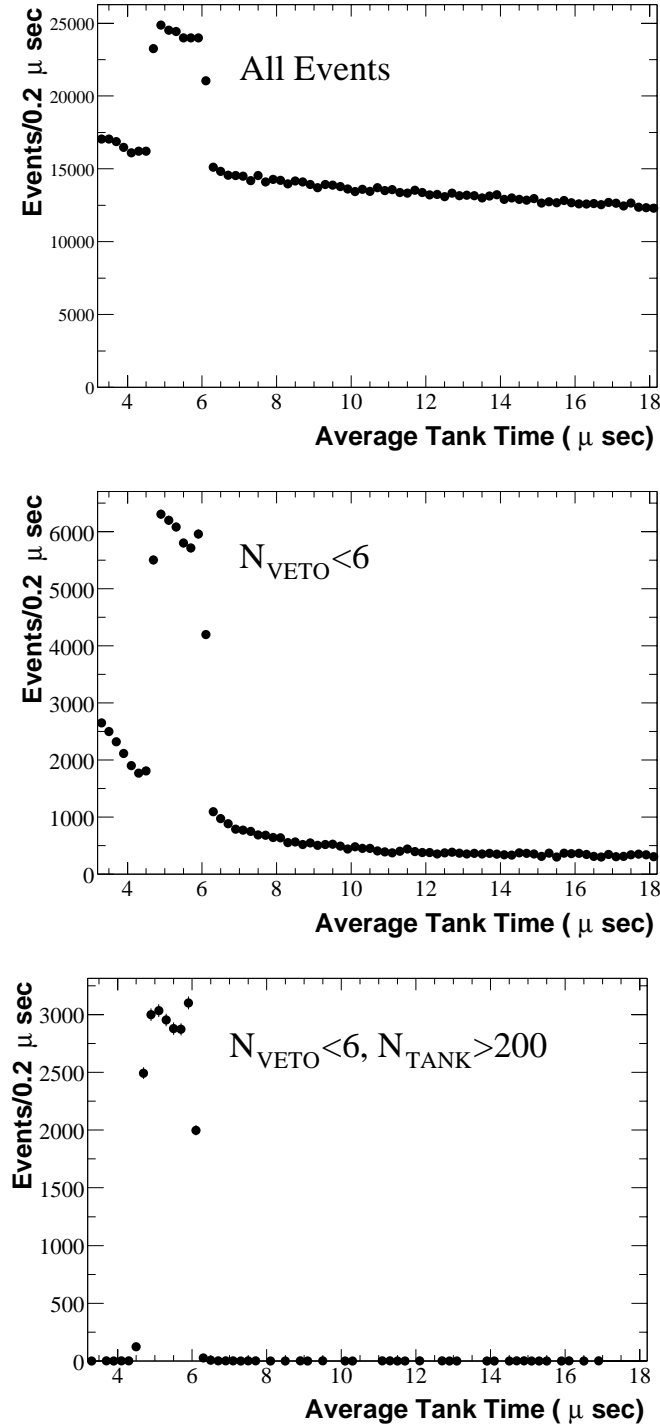 Events/0.2 μ sec
25000
20000
15000
10000
5000
0
All Events
4 6 8 10 12 14 16 18
Average Tank Time ( μ sec)
Events/0.2 μ sec
6000
5000
4000
3000
2000
1000
0
N_VETO<6
4 6 8 10 12 14 16 18
Average Tank Time ( μ sec)
Events/0.2 μ sec
3000
2500
2000
1500
1000
500
0
N_VETO<6, N_TANK>200
4 6 8 10 12 14 16 18
Average Tank Time ( μ sec)